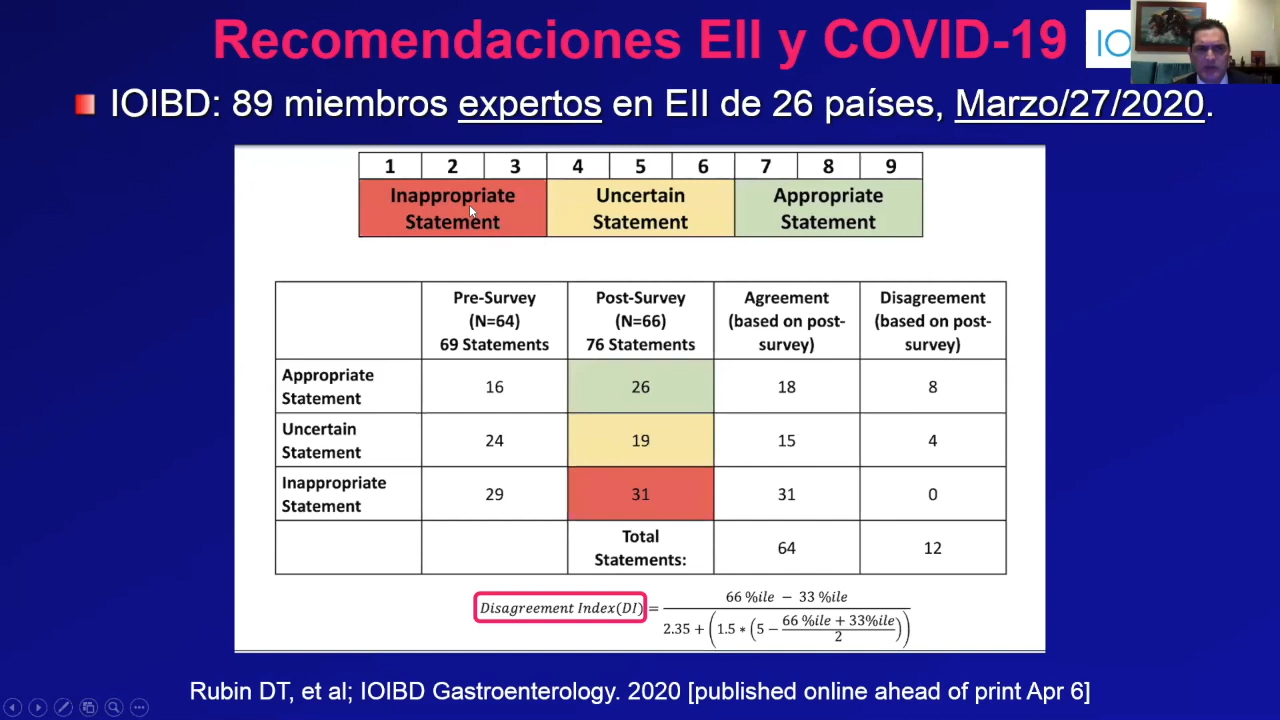 Recomendaciones EII y COVID-19
IO
IOIBD: 89 miembros expertos en EII de 26 países, Marzo/27/2020.
1 2 3 4 5 6 7 8 9
Inappropriate Statement Uncertain Statement Appropriate Statement
Pre-Survey (N=64) 69 Statements Post-Survey (N=66) 76 Statements Agreement (based on post-survey) Disagreement (based on post-survey)
Appropriate Statement 16 26 18 8
Uncertain Statement 24 19 15 4
Inappropriate Statement 29 31 31 0
Total Statements: 64 12
Disagreement Index(DI) = 66 %ile − 33 %ile / 2.35 + (1.5 * (5 − 66 %ile + 33%ile / 2))
Rubin DT, et al; IOIBD Gastroenterology. 2020 [published online ahead of print Apr 6]